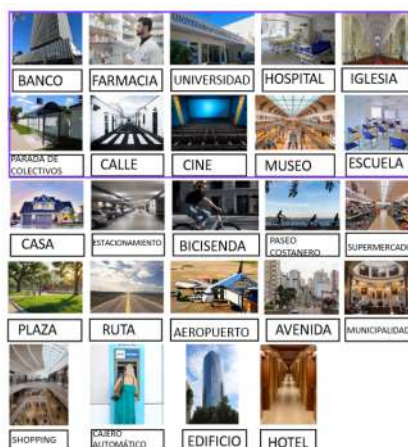 BANCO
FARMACIA
UNIVERSIDAD
HOSPITAL
IGLESIA
PARADA DE
COLECTIVOS
CALLE
CINE
MUSEO
ESCUELA
CASA
ESTACIONAMIENTO
BICISENDA
PASEO
COSTANERO
SUPERMERCADO
PLAZA
RUTA
AEROPUERTO
AVENIDA
MUNICIPALIDAD
SHOPPING
CAJERO
AUTOMÁTICO
EDIFICIO
HOTEL